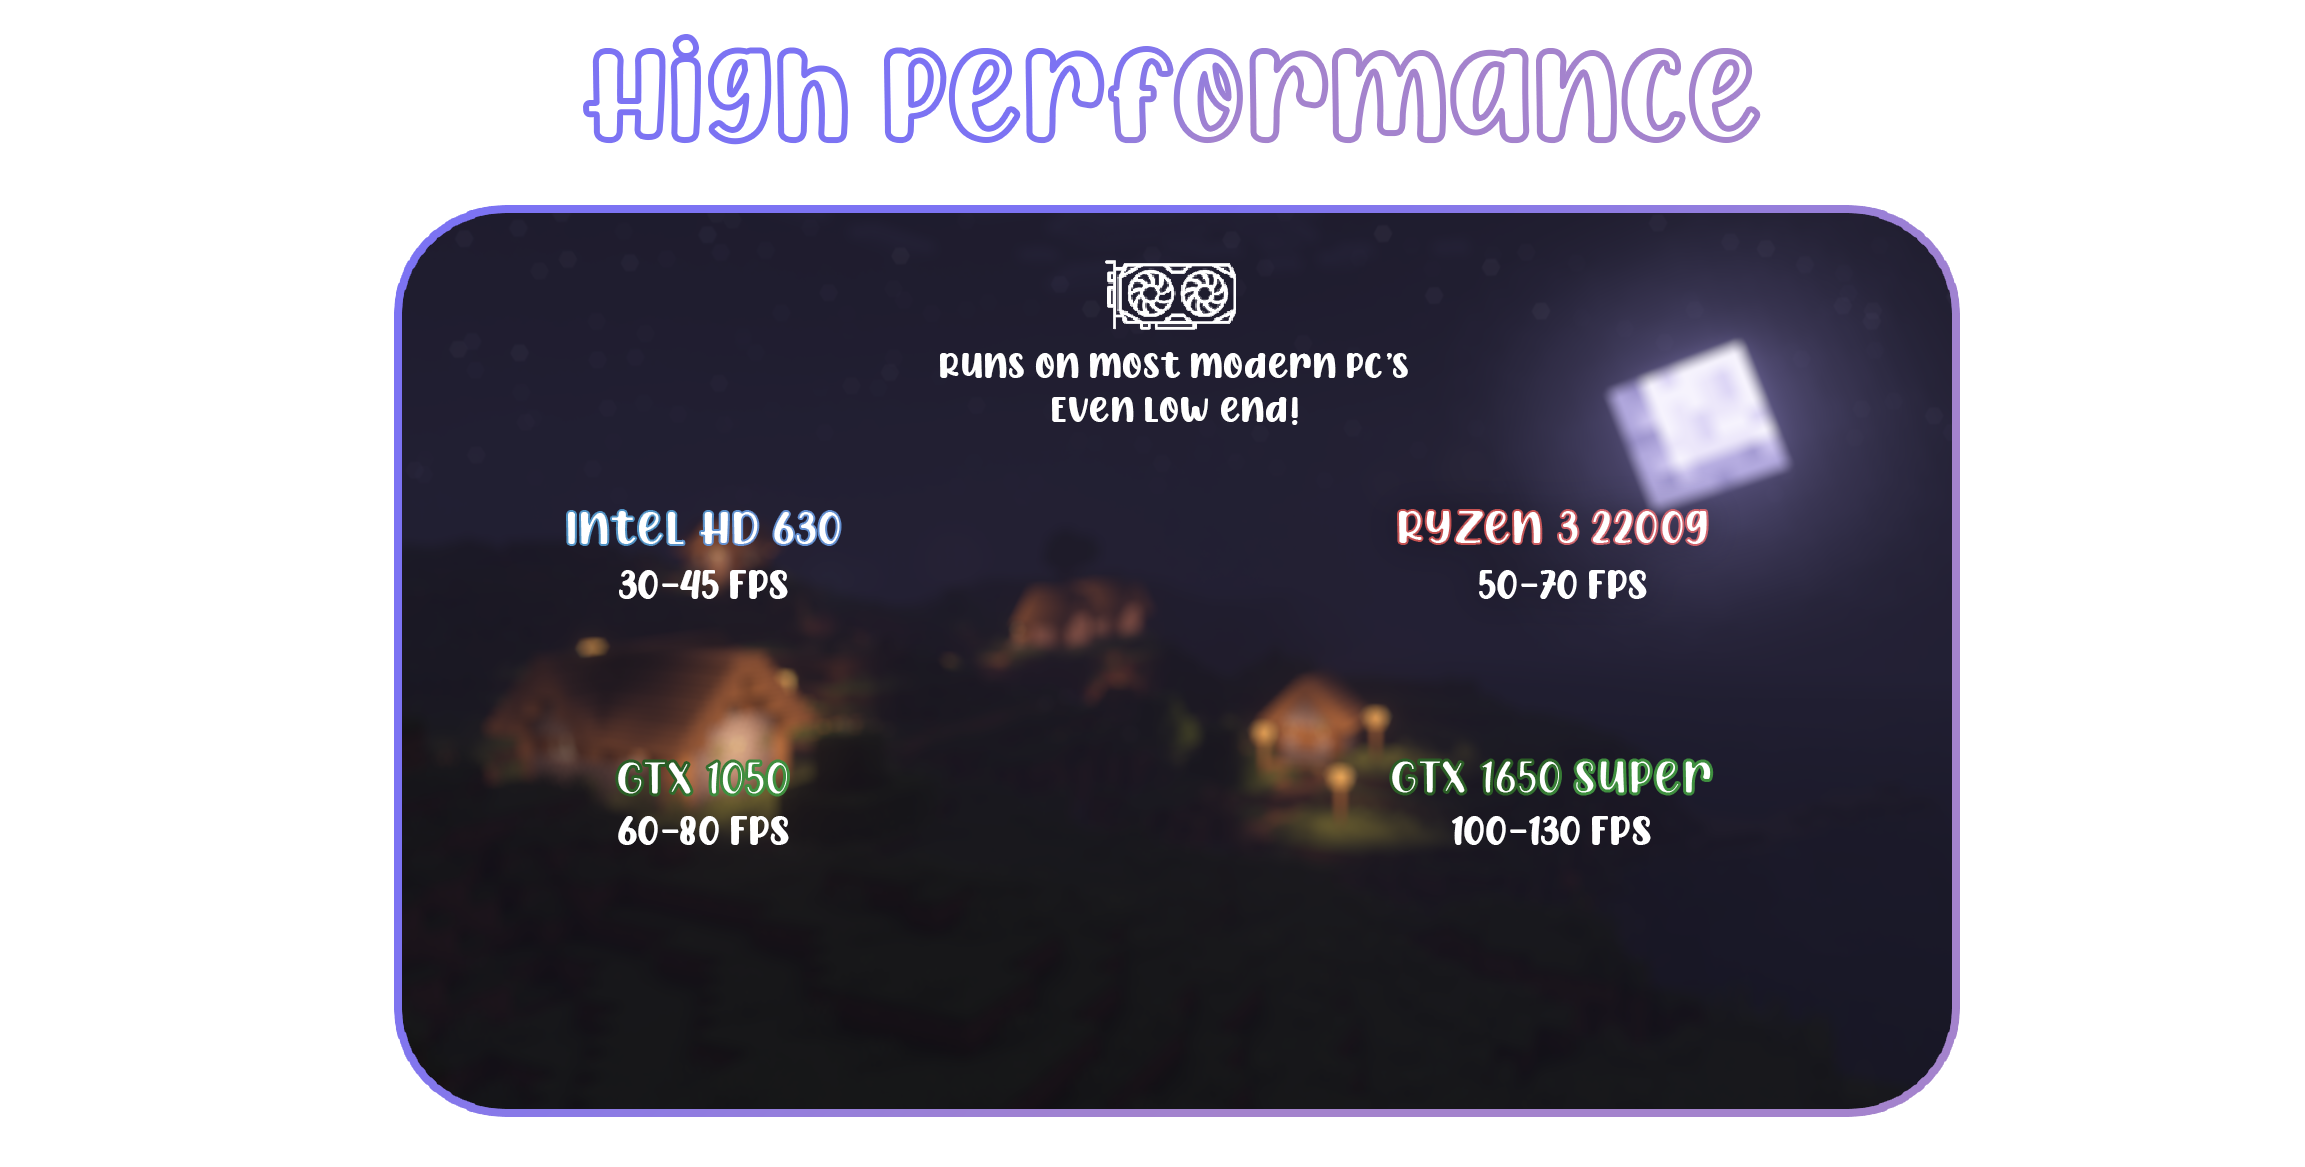 High Performance
Runs on most modern PC's
Even Low end!
Intel HD 630
30-45 FPS
Ryzen 3 2200g
50-70 FPS
GTX 1050
60-80 FPS
GTX 1650 Super
100-130 FPS